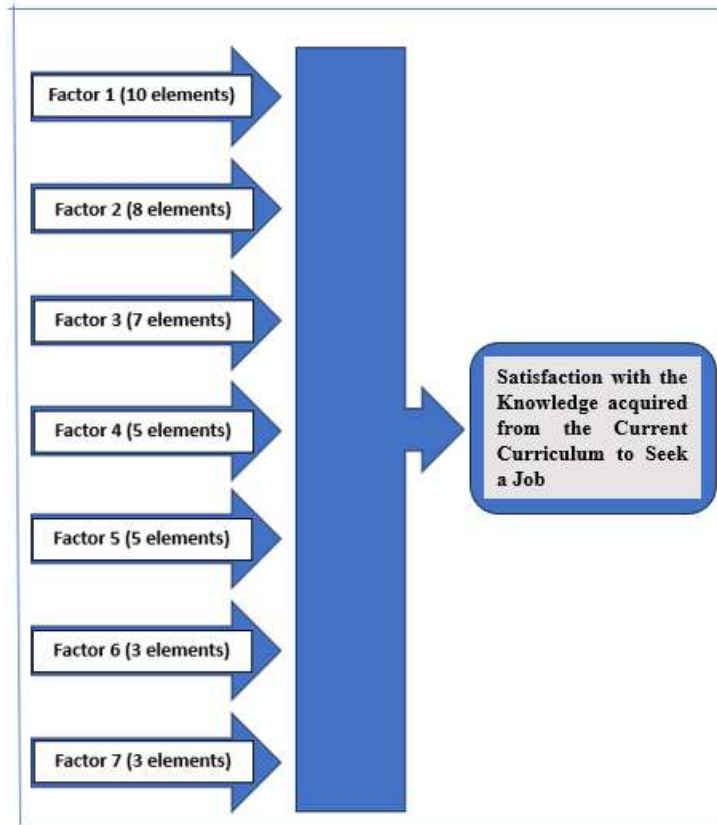 Factor 1 (10 elements)
Factor 2 (8 elements)
Factor 3 (7 elements)
Factor 4 (5 elements)
Factor 5 (5 elements)
Factor 6 (3 elements)
Factor 7 (3 elements)
Satisfaction with the
Knowledge acquired
from the Current
Curriculum to Seek
a Job